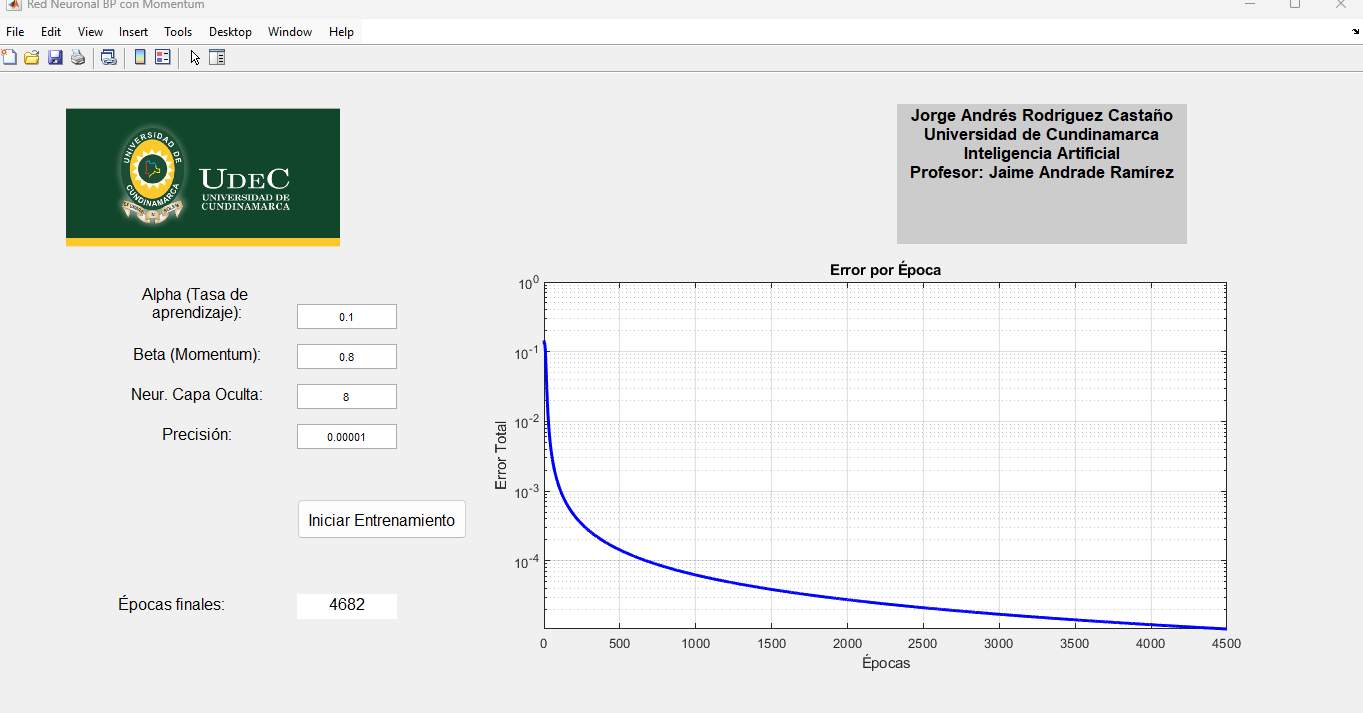 Red Neuronal BP con Momentum
File Edit View Insert Tools Desktop Window Help
UNIVERSIDAD DE
CUNDINAMARCA
UDEC
UNIVERSIDAD DE
CUNDINAMARCA
Jorge Andrés Rodríguez Castaño
Universidad de Cundinamarca
Inteligencia Artificial
Profesor: Jaime Andrade Ramírez
Alpha (Tasa de
aprendizaje):
0.1
Beta (Momentum):
0.8
Neur. Capa Oculta:
8
Precisión:
0.00001
Iniciar Entrenamiento
Épocas finales:
4682
Error por Época
Error Total
10^0
10^-1
10^-2
10^-3
10^-4
0 500 1000 1500 2000 2500 3000 3500 4000 4500
Épocas